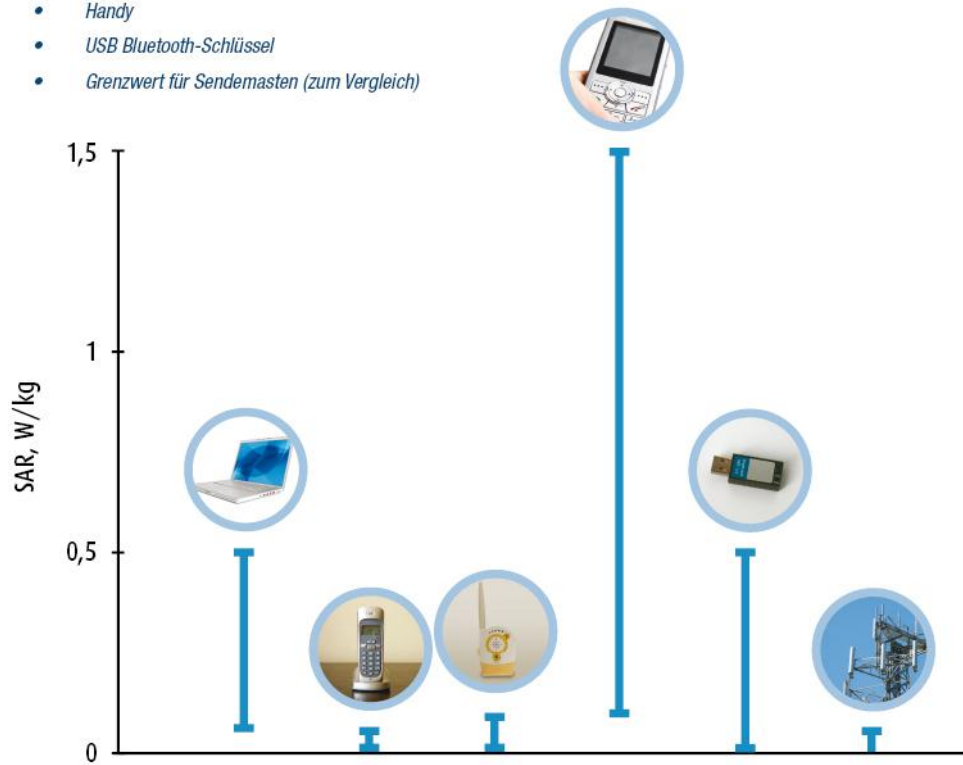 • Handy
• USB Bluetooth-Schlüssel
• Grenzwert für Sendemasten (zum Vergleich)
1,5
1
SAR, W/kg
0,5
0